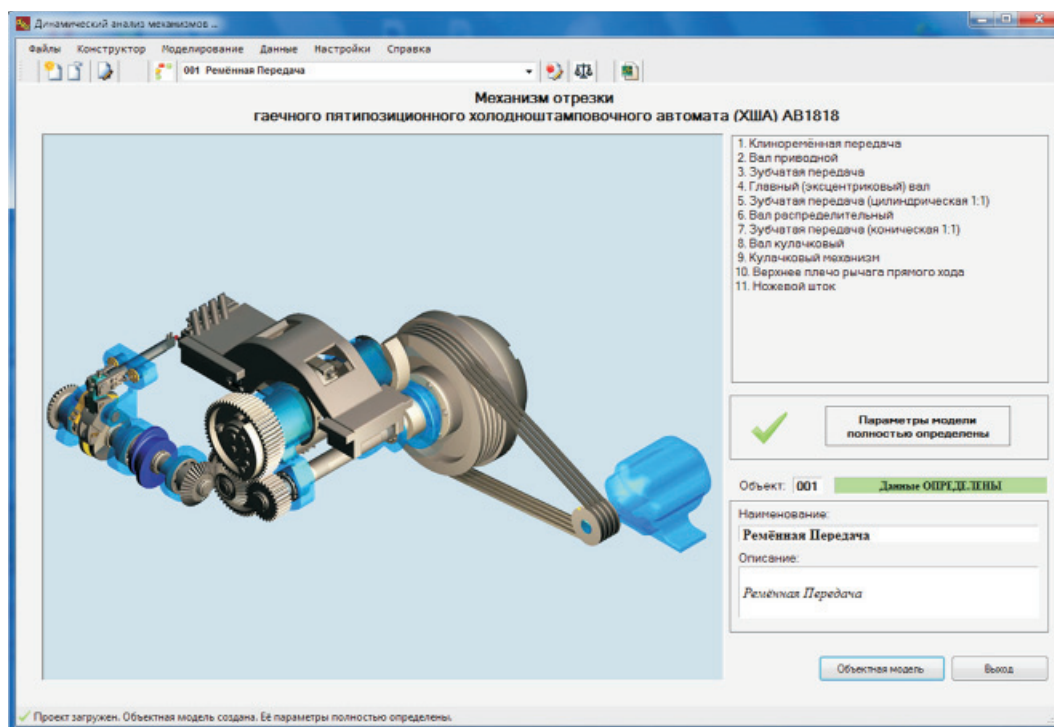 Динамический анализ механизмов ...
Файлы Конструктор Моделирование Данные Настройки Справка
001 Ремённая Передача
Механизм отрезки
гаечного пятипозиционного холодноштамповочного автомата (ХША) АВ1818
1. Клиноремённая передача
2. Вал приводной
3. Зубчатая передача
4. Главный (эксцентриковый) вал
5. Зубчатая передача (цилиндрическая 1:1)
6. Вал распределительный
7. Зубчатая передача (коническая 1:1)
8. Вал кулачковый
9. Кулачковый механизм
10. Верхнее плечо рычага прямого хода
11. Ножевой шток
Параметры модели
полностью определены
Объект: 001 Данные ОПРЕДЕЛЕНЫ
Наименование:
Ремённая Передача
Описание:
Ремённая Передача
Объектная модель Выход
Проект загружен. Объектная модель создана. Её параметры полностью определены.